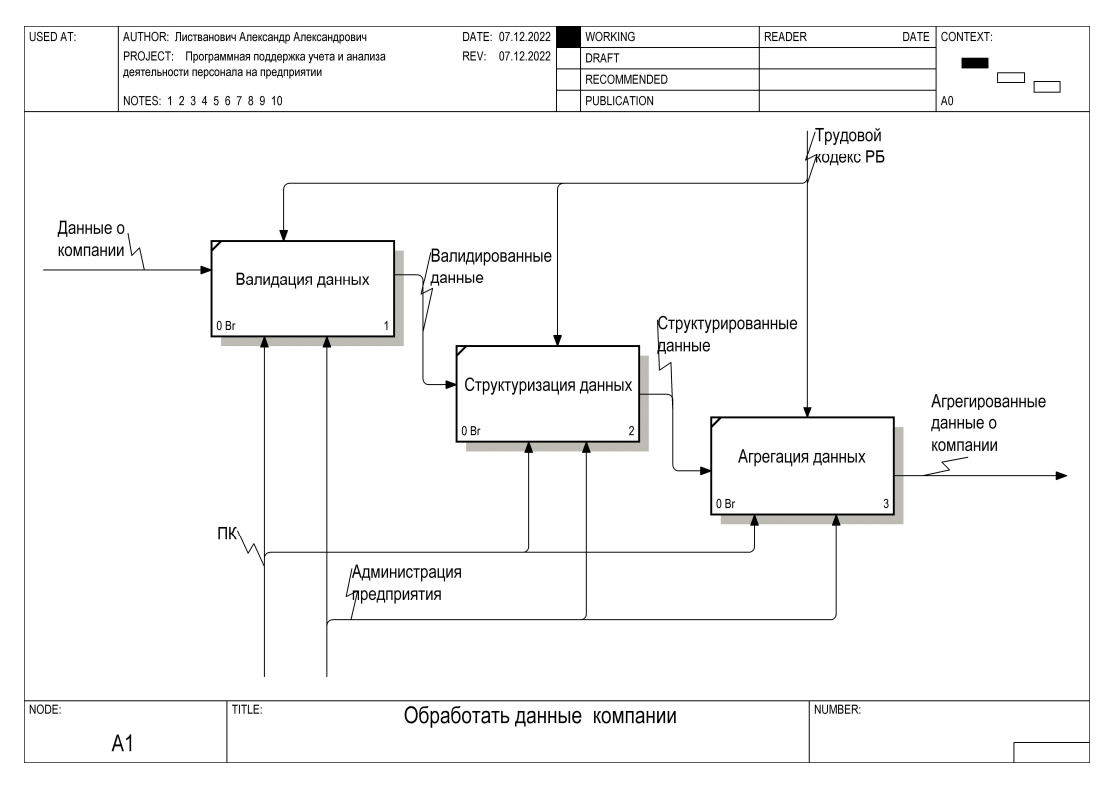 USED AT:
AUTHOR: Листванович Александр Александрович
DATE: 07.12.2022
WORKING
READER
DATE
CONTEXT:
PROJECT: Программная поддержка учета и анализа
деятельности персонала на предприятии
REV: 07.12.2022
DRAFT
RECOMMENDED
NOTES: 1 2 3 4 5 6 7 8 9 10
PUBLICATION
A0
Трудовой
кодекс РБ
Данные о
компании
Валидация данных
0 Br
1
Валидированные
данные
Структурированные
данные
Структуризация данных
0 Br
2
Агрегированные
данные о
компании
Агрегация данных
0 Br
3
ПК
Администрация
предприятия
NODE:
A1
TITLE:
Обработать данные компании
NUMBER: